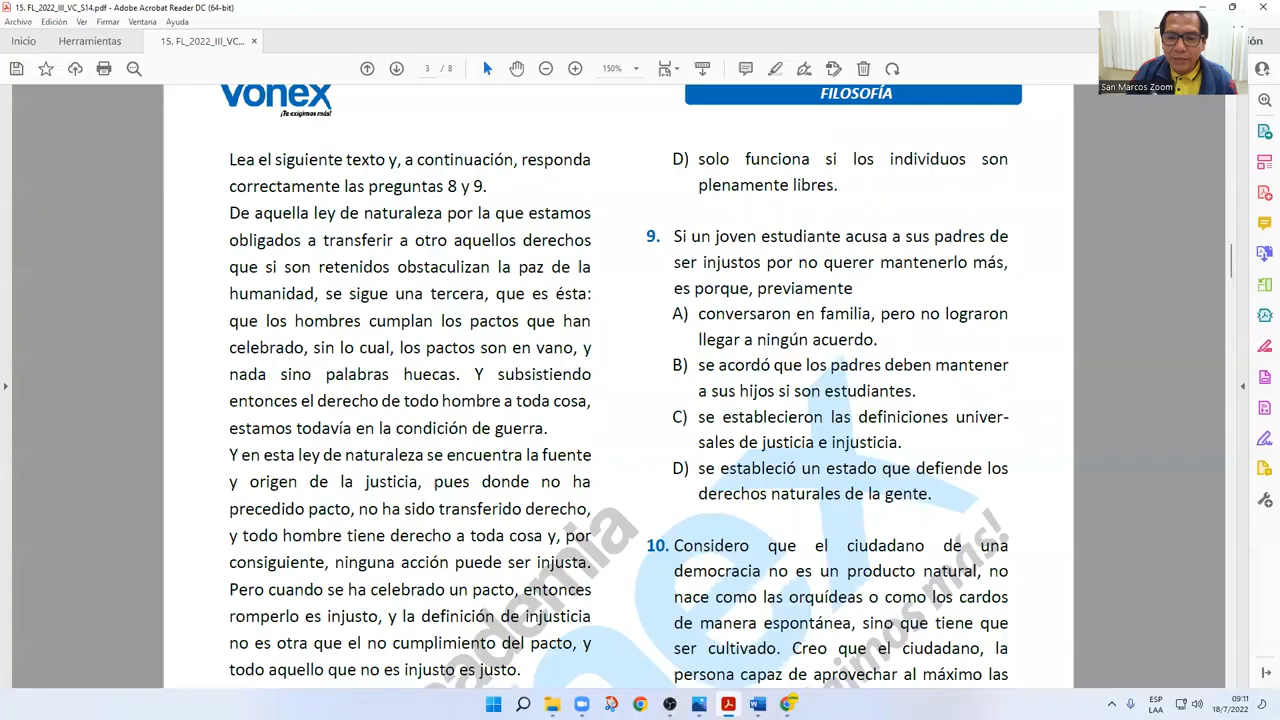 15. FL_2022_III_VC_S14.pdf - Adobe Acrobat Reader DC (64-bit)
Archivo Edición Ver Firmar Ventana Ayuda
Inicio Herramientas 15. FL_2022_III_VC_... ×
3 / 8 150%
San Marcos Zoom
vonex
¡Te exigimos más!
FILOSOFÍA
Lea el siguiente texto y, a continuación, responda
correctamente las preguntas 8 y 9.
De aquella ley de naturaleza por la que estamos
obligados a transferir a otro aquellos derechos
que si son retenidos obstaculizan la paz de la
humanidad, se sigue una tercera, que es ésta:
que los hombres cumplan los pactos que han
celebrado, sin lo cual, los pactos son en vano, y
nada sino palabras huecas. Y subsistiendo
entonces el derecho de todo hombre a toda cosa,
estamos todavía en la condición de guerra.
Y en esta ley de naturaleza se encuentra la fuente
y origen de la justicia, pues donde no ha
precedido pacto, no ha sido transferido derecho,
y todo hombre tiene derecho a toda cosa y, por
consiguiente, ninguna acción puede ser injusta.
Pero cuando se ha celebrado un pacto, entonces
romperlo es injusto, y la definición de injusticia
no es otra que el no cumplimiento del pacto, y
todo aquello que no es injusto es justo.
D) solo funciona si los individuos son
plenamente libres.
9. Si un joven estudiante acusa a sus padres de
ser injustos por no querer mantenerlo más,
es porque, previamente
A) conversaron en familia, pero no lograron
llegar a ningún acuerdo.
B) se acordó que los padres deben mantener
a sus hijos si son estudiantes.
C) se establecieron las definiciones univer-
sales de justicia e injusticia.
D) se estableció un estado que defiende los
derechos naturales de la gente.
10. Considero que el ciudadano de una
democracia no es un producto natural, no
nace como las orquídeas o como los cardos
de manera espontánea, sino que tiene que
ser cultivado. Creo que el ciudadano, la
persona capaz de aprovechar al máximo las
ESP
LAA
09:11
18/7/2022